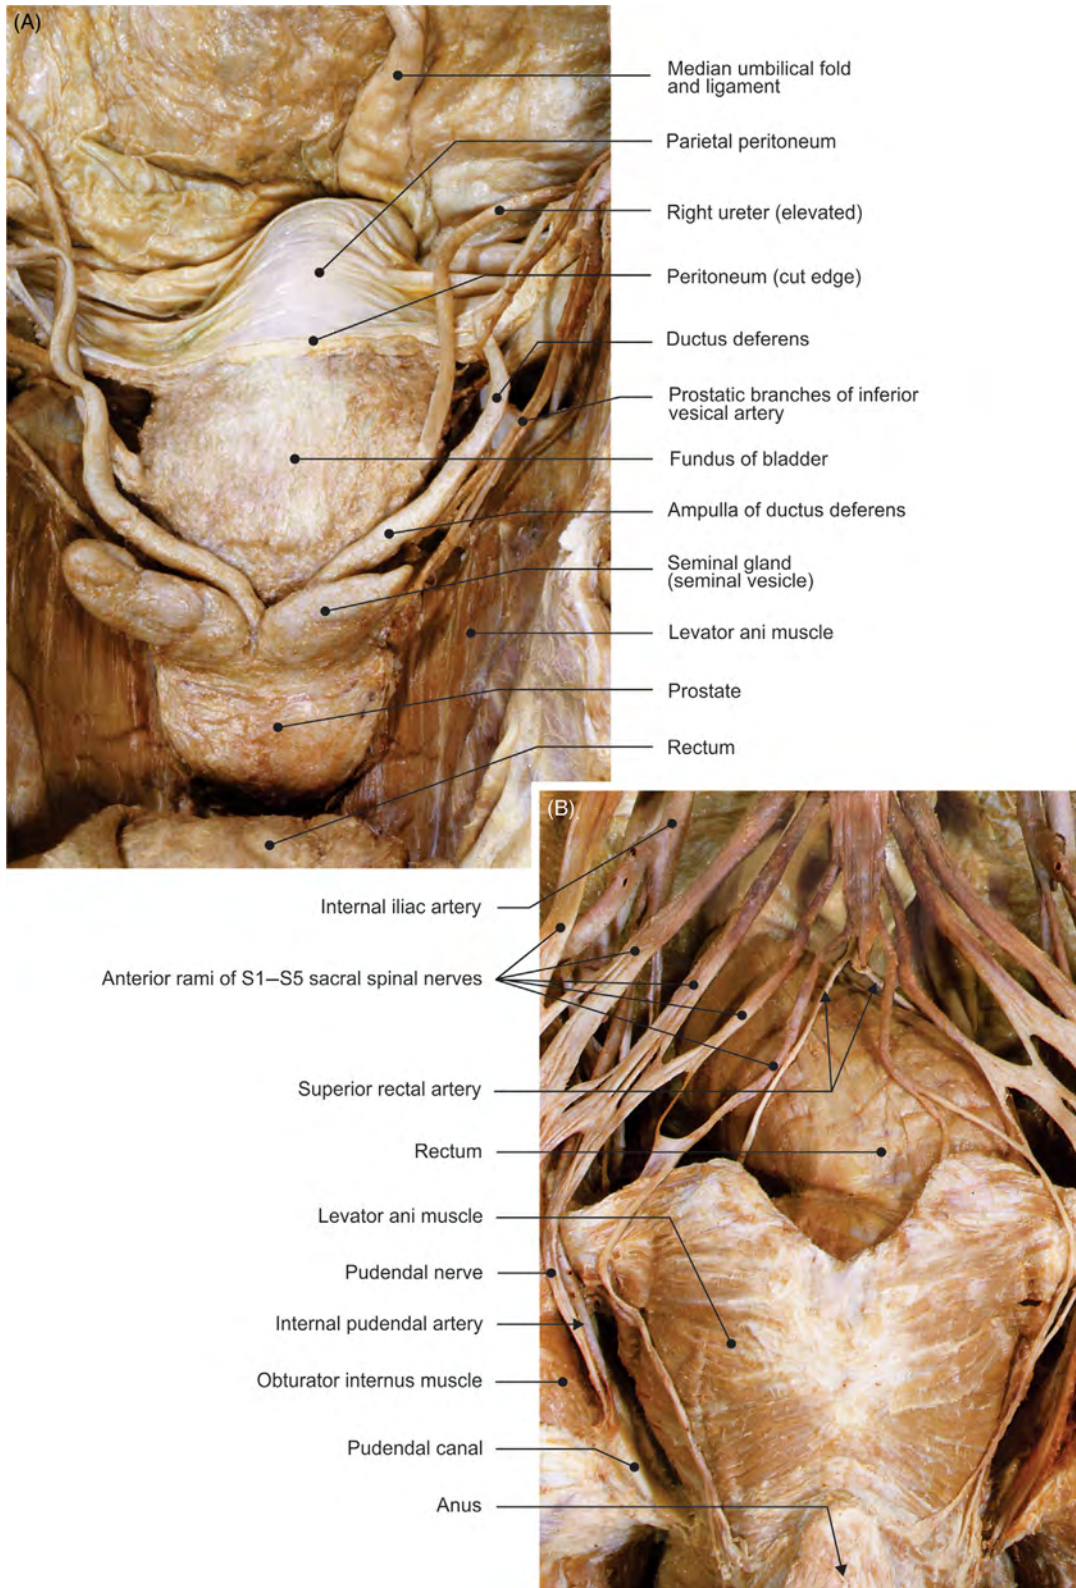 (A)
Median umbilical fold
and ligament
Parietal peritoneum
Right ureter (elevated)
Peritoneum (cut edge)
Ductus deferens
Prostatic branches of inferior
vesical artery
Fundus of bladder
Ampulla of ductus deferens
Seminal gland
(seminal vesicle)
Levator ani muscle
Prostate
Rectum
(B)
Internal iliac artery
Anterior rami of S1–S5 sacral spinal nerves
Superior rectal artery
Rectum
Levator ani muscle
Pudendal nerve
Internal pudendal artery
Obturator internus muscle
Pudendal canal
Anus